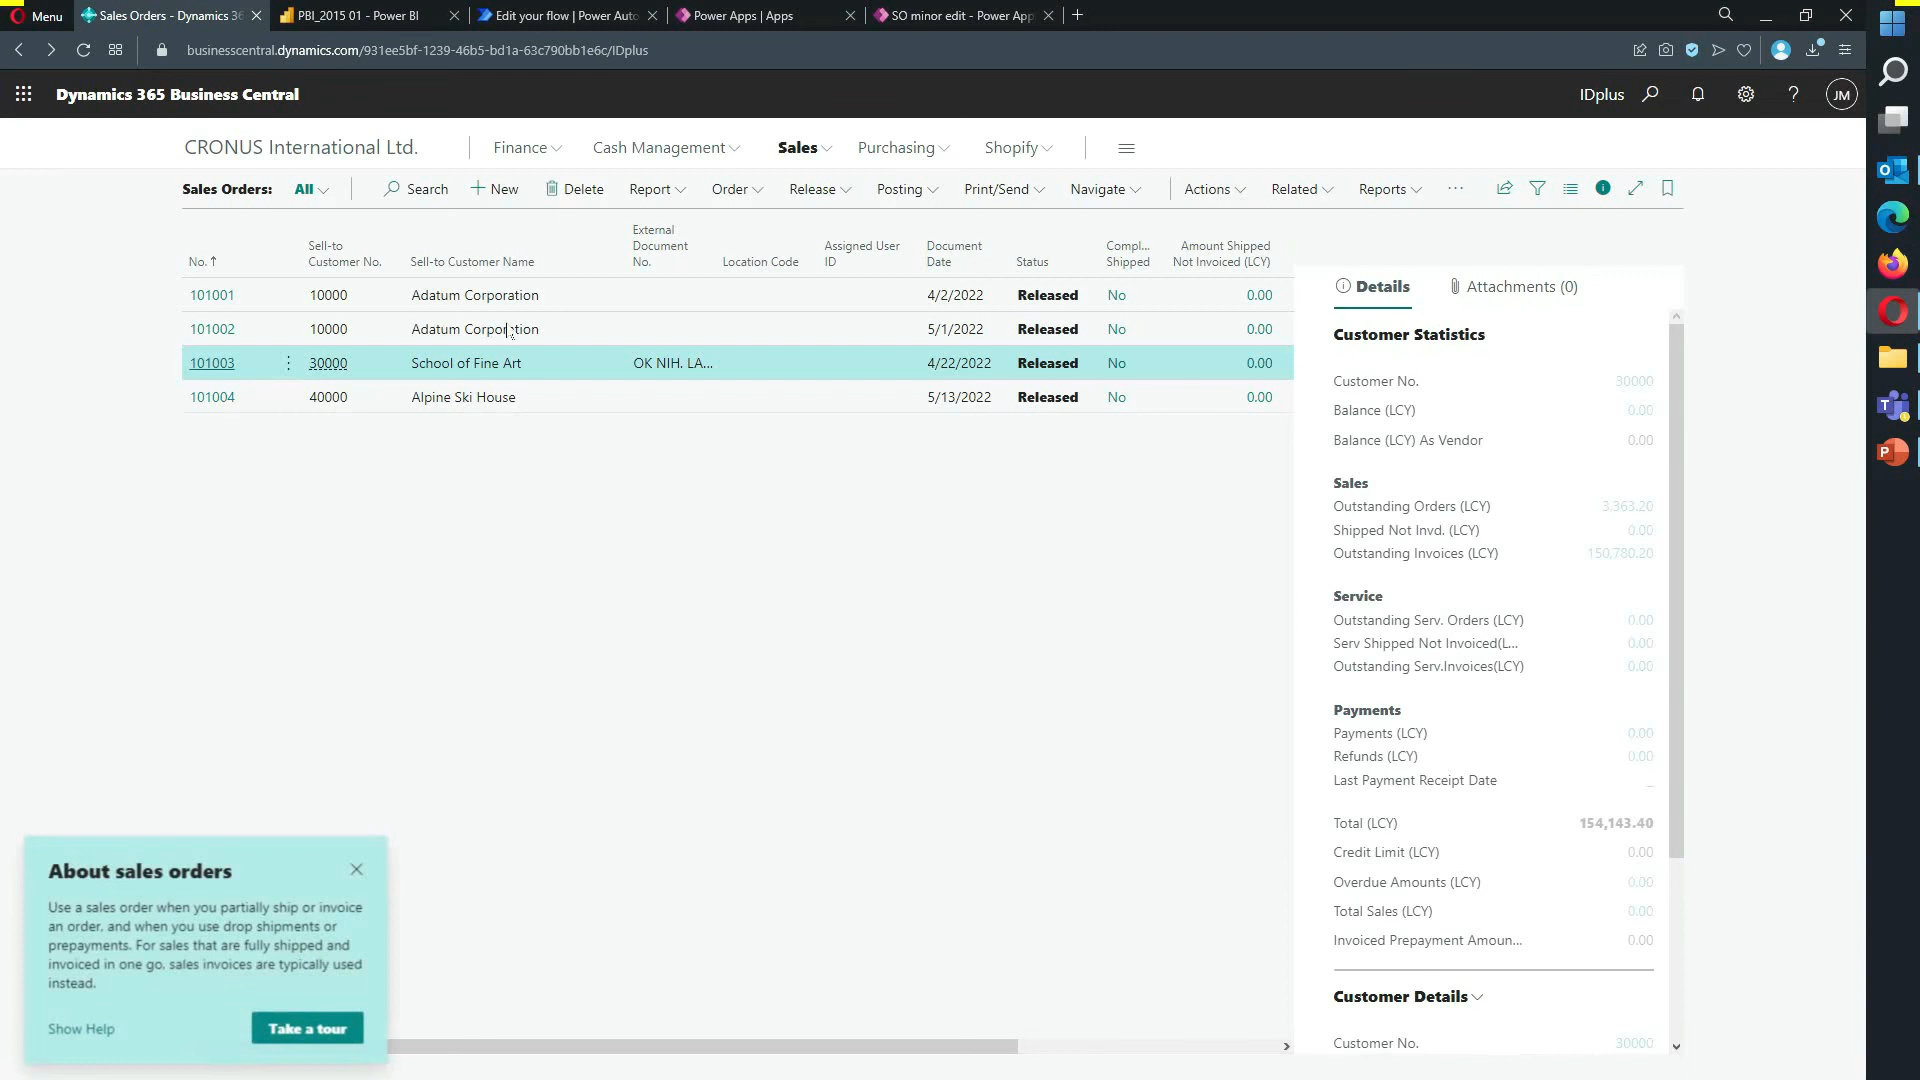 Menu
Sales Orders - Dynamics 36
PBI_2015 01 - Power BI
Edit your flow | Power Auto
Power Apps | Apps
SO minor edit - Power App
businesscentral.dynamics.com/931ee5bf-1239-46b5-bd1a-63c790bb1e6c/IDplus
Dynamics 365 Business Central
IDplus
JM
CRONUS International Ltd.
Finance
Cash Management
Sales
Purchasing
Shopify
Sales Orders: All
Search
New
Delete
Report
Order
Release
Posting
Print/Send
Navigate
Actions
Related
Reports
No. ↑
Sell-to
Customer No.
Sell-to Customer Name
External
Document
No.
Location Code
Assigned User
ID
Document
Date
Status
Compl...
Shipped
Amount Shipped
Not Invoiced (LCY)
101001 10000 Adatum Corporation 4/2/2022 Released No 0.00
101002 10000 Adatum Corporation 5/1/2022 Released No 0.00
101003 30000 School of Fine Art OK NIH. LA... 4/22/2022 Released No 0.00
101004 40000 Alpine Ski House 5/13/2022 Released No 0.00
Details
Attachments (0)
Customer Statistics
Customer No. 30000
Balance (LCY) 0.00
Balance (LCY) As Vendor 0.00
Sales
Outstanding Orders (LCY) 3,363.20
Shipped Not Invd. (LCY) 0.00
Outstanding Invoices (LCY) 150,780.20
Service
Outstanding Serv. Orders (LCY) 0.00
Serv Shipped Not Invoiced(L... 0.00
Outstanding Serv.Invoices(LCY) 0.00
Payments
Payments (LCY) 0.00
Refunds (LCY) 0.00
Last Payment Receipt Date _
Total (LCY) 154,143.40
Credit Limit (LCY) 0.00
Overdue Amounts (LCY) 0.00
Total Sales (LCY) 0.00
Invoiced Prepayment Amoun... 0.00
Customer Details
Customer No. 30000
About sales orders
Use a sales order when you partially ship or invoice
an order, and when you use drop shipments or
prepayments. For sales that are fully shipped and
invoiced in one go, sales invoices are typically used
instead.
Show Help
Take a tour